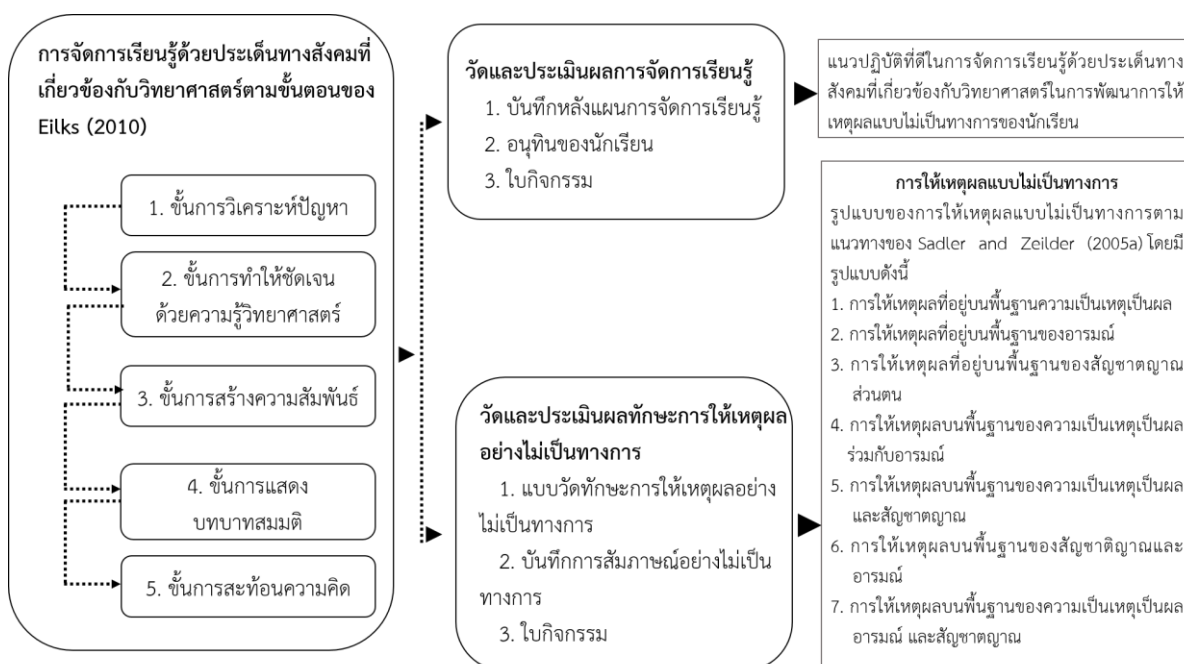 การจัดการเรียนรู้ด้วยประเด็นทางสังคมที่
เกี่ยวข้องกับวิทยาศาสตร์ตามขั้นตอนของ
Eilks (2010)
1. ขั้นการวิเคราะห์ปัญหา
2. ขั้นการทำให้ชัดเจน
ด้วยความรู้วิทยาศาสตร์
3. ขั้นการสร้างความสัมพันธ์
4. ขั้นการแสดง
บทบาทสมมติ
5. ขั้นการสะท้อนความคิด
วัดและประเมินผลการจัดการเรียนรู้
1. บันทึกหลังแผนการจัดการเรียนรู้
2. อนุทินของนักเรียน
3. ใบกิจกรรม
วัดและประเมินผลทักษะการให้เหตุผล
อย่างไม่เป็นทางการ
1. แบบวัดทักษะการให้เหตุผลอย่าง
ไม่เป็นทางการ
2. บันทึกการสัมภาษณ์อย่างไม่เป็น
ทางการ
3. ใบกิจกรรม
แนวปฏิบัติที่ดีในการจัดการเรียนรู้ด้วยประเด็นทาง
สังคมที่เกี่ยวข้องกับวิทยาศาสตร์ในการพัฒนาการให้
เหตุผลแบบไม่เป็นทางการของนักเรียน
การให้เหตุผลแบบไม่เป็นทางการ
รูปแบบของการให้เหตุผลแบบไม่เป็นทางการตาม
แนวทางของ Sadler and Zeilder (2005a) โดยมี
รูปแบบดังนี้
1. การให้เหตุผลที่อยู่บนพื้นฐานความเป็นเหตุเป็นผล
2. การให้เหตุผลที่อยู่บนพื้นฐานของอารมณ์
3. การให้เหตุผลที่อยู่บนพื้นฐานของสัญชาตญาณ
ส่วนตน
4. การให้เหตุผลบนพื้นฐานของความเป็นเหตุเป็นผล
ร่วมกับอารมณ์
5. การให้เหตุผลบนพื้นฐานของความเป็นเหตุเป็นผล
และสัญชาตญาณ
6. การให้เหตุผลบนพื้นฐานของสัญชาติญาณและ
อารมณ์
7. การให้เหตุผลบนพื้นฐานของความเป็นเหตุเป็นผล
อารมณ์ และสัญชาตญาณ